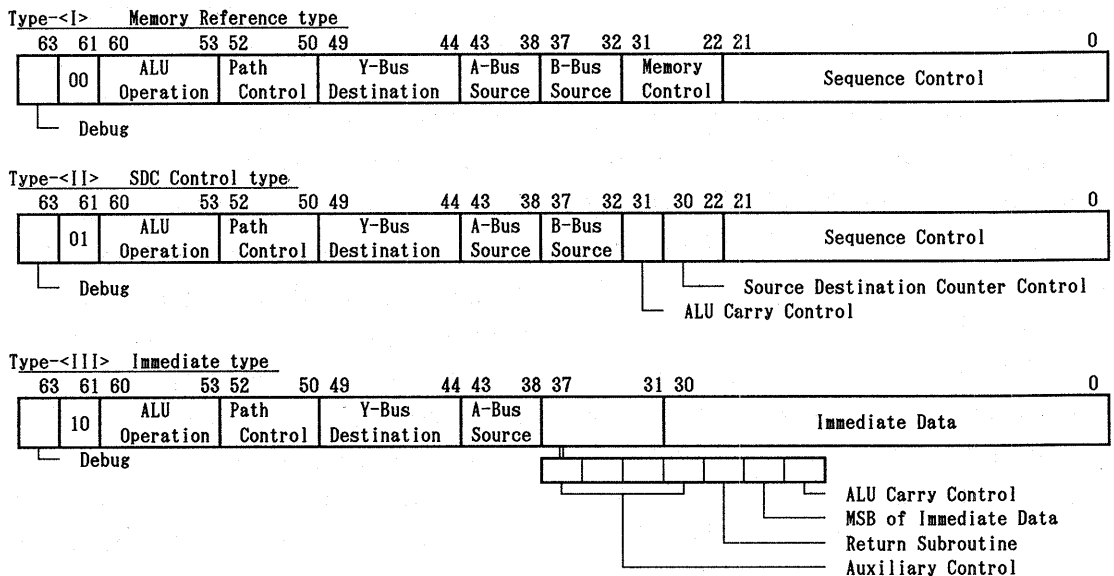 Type-<I> Memory Reference type
63 61 60 53 52 50 49 44 43 38 37 32 31 22 21 0
00 ALU Operation Path Control Y-Bus Destination A-Bus Source B-Bus Source Memory Control Sequence Control
Debug
Type-<II> SDC Control type
63 61 60 53 52 50 49 44 43 38 37 32 31 30 22 21 0
01 ALU Operation Path Control Y-Bus Destination A-Bus Source B-Bus Source Sequence Control
Debug
Source Destination Counter Control
ALU Carry Control
Type-<III> Immediate type
63 61 60 53 52 50 49 44 43 38 37 31 30 0
10 ALU Operation Path Control Y-Bus Destination A-Bus Source Immediate Data
Debug
ALU Carry Control
MSB of Immediate Data
Return Subroutine
Auxiliary Control